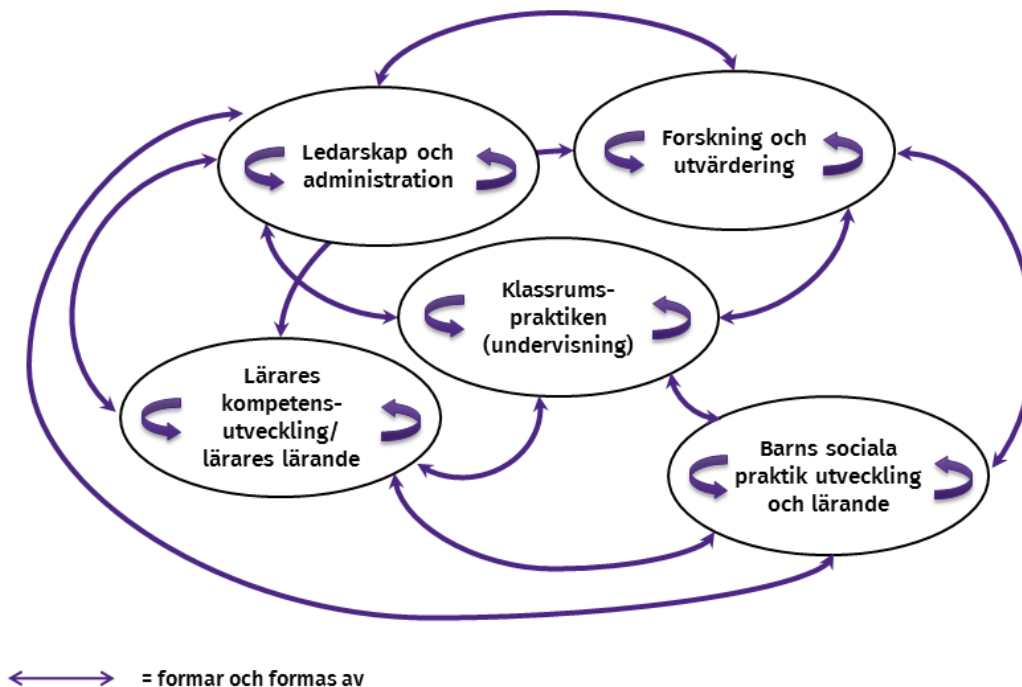 Ledarskap och
administration
Forskning och
utvärdering
Klassrums-
praktiken
(undervisning)
Lärares
kompetens-
utveckling/
lärares lärande
Barns sociala
praktik utveckling
och lärande
= formar och formas av